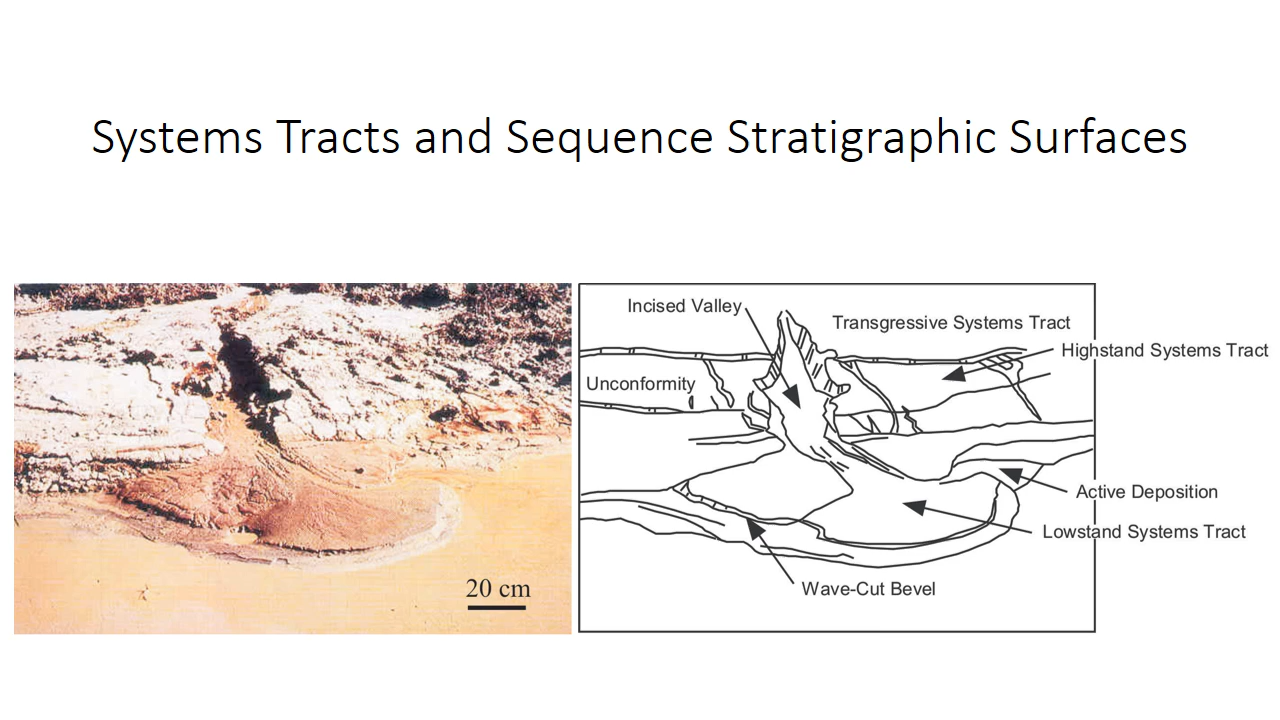 Systems Tracts and Sequence Stratigraphic Surfaces
Incised Valley
Transgressive Systems Tract
Highstand Systems Tract
Unconformity
Active Deposition
Lowstand Systems Tract
Wave-Cut Bevel
20 cm